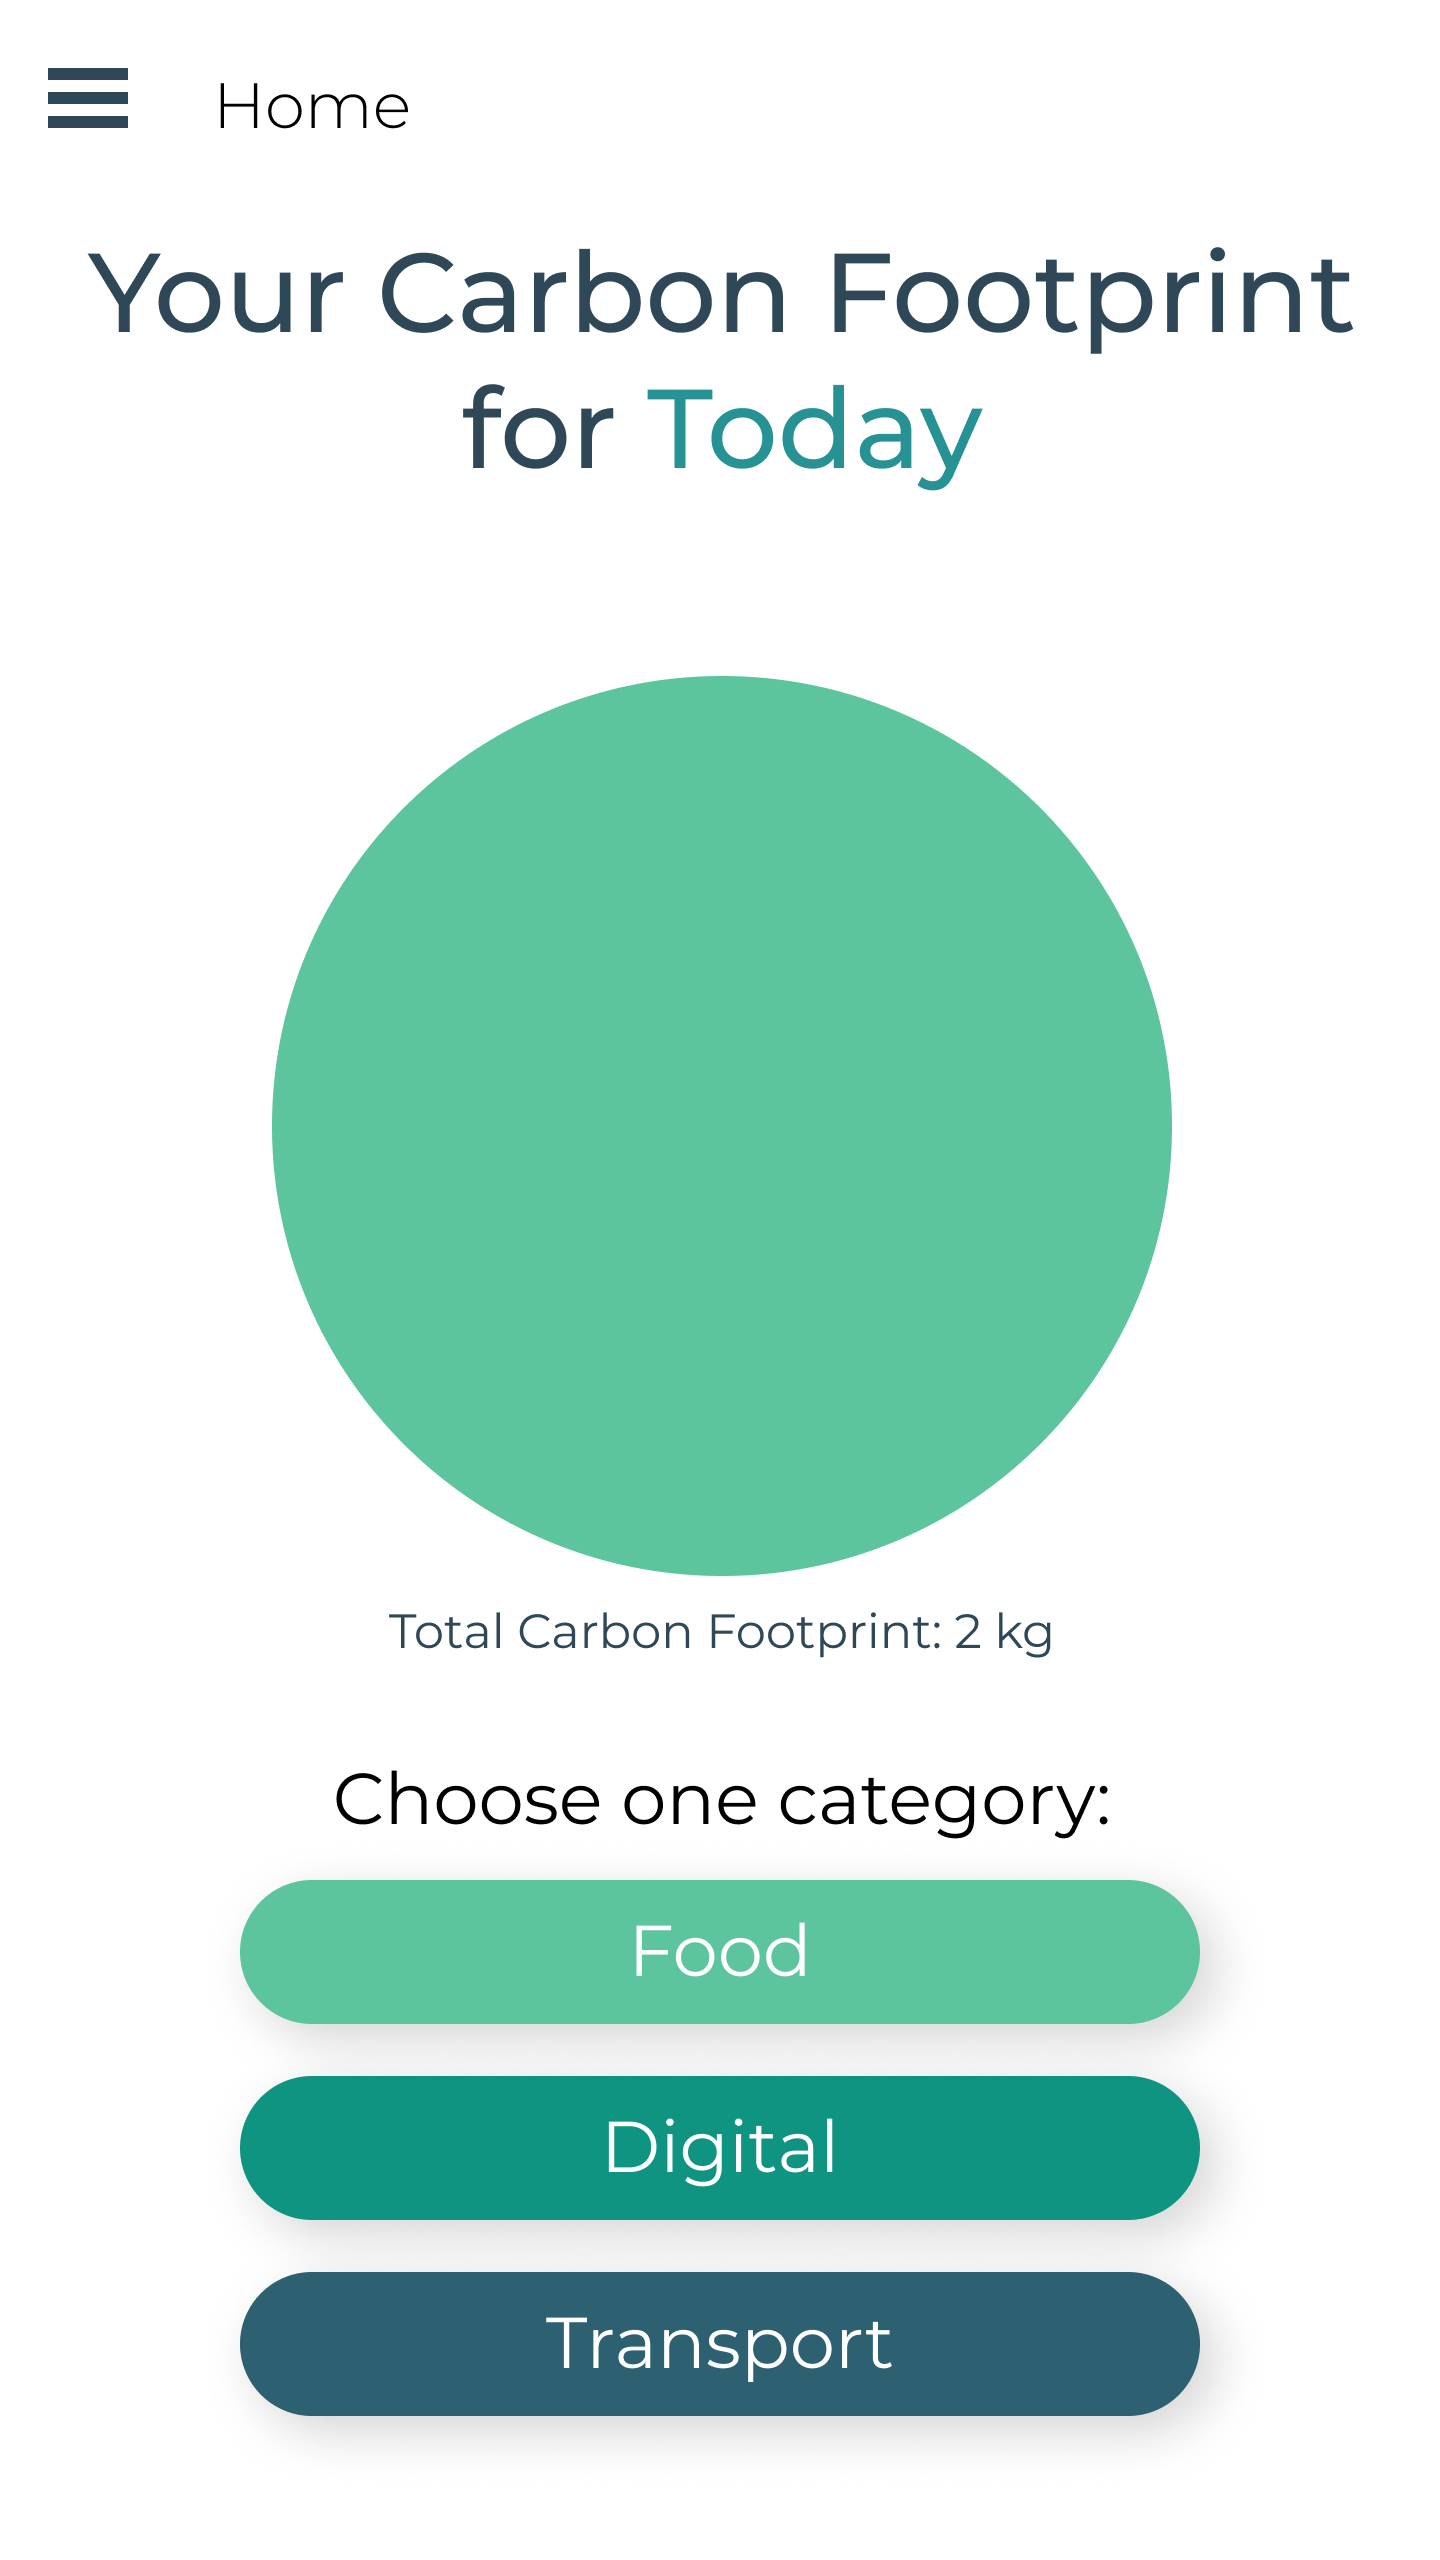 Home
Your Carbon Footprint
for Today
Total Carbon Footprint: 2 kg
Choose one category:
Food
Digital
Transport